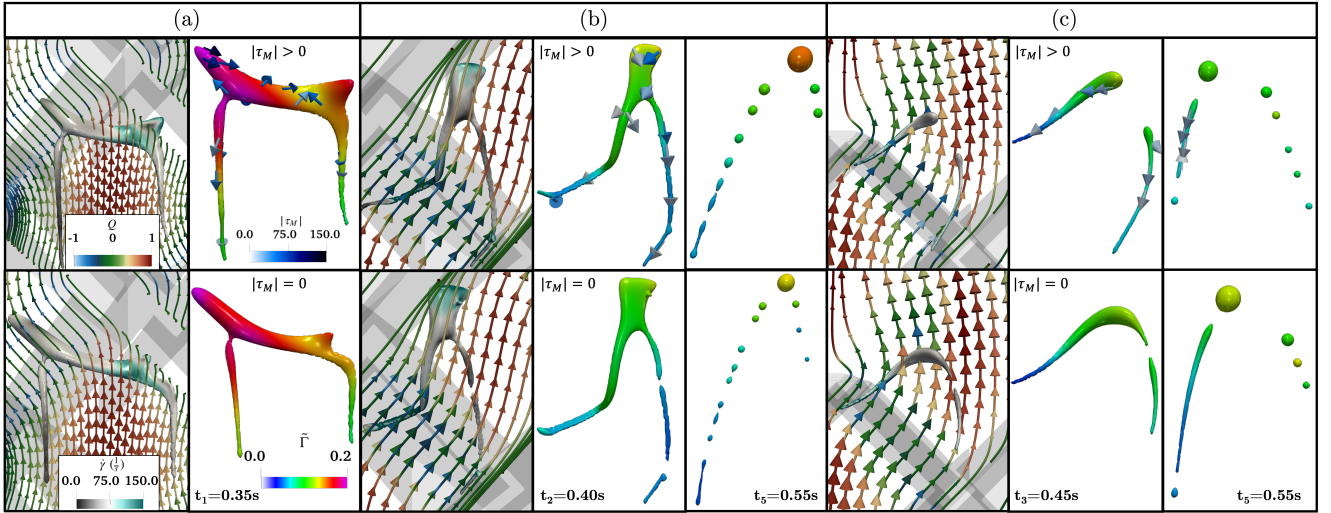 (a)
(b)
(c)
|τ_M| > 0
|τ_M| > 0
|τ_M| > 0
Q
-1 0 1
|τ_M|
0.0 75.0 150.0
|τ_M| = 0
|τ_M| = 0
|τ_M| = 0
γ̇ (1/s)
0.0 75.0 150.0
Γ̃
0.0 0.2
t₁=0.35s
t₂=0.40s
t₅=0.55s
t₃=0.45s
t₅=0.55s